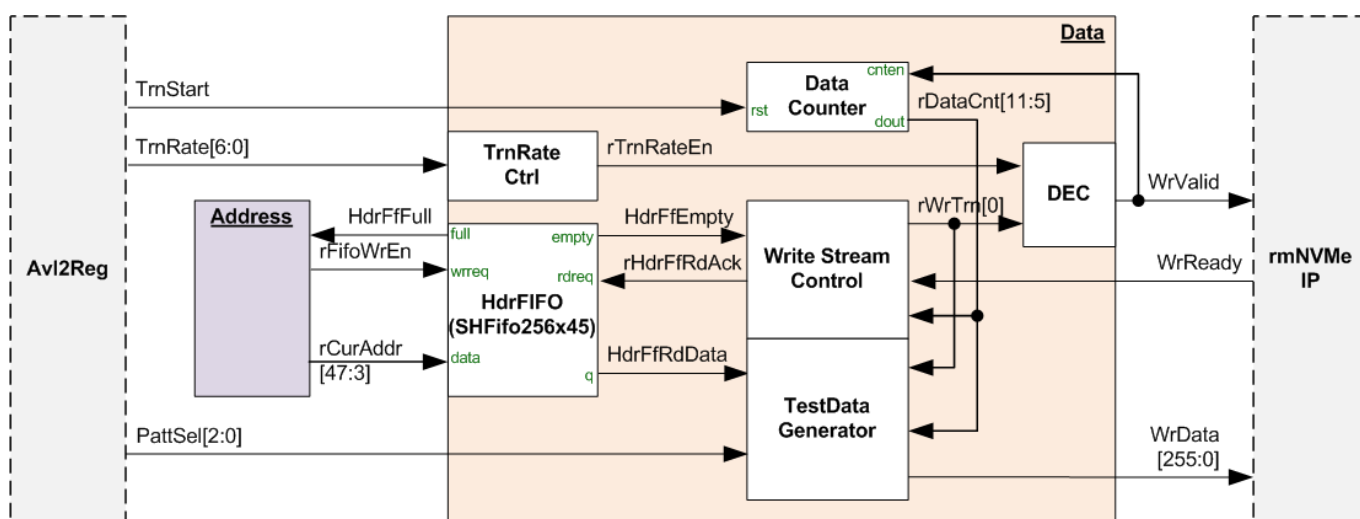 Data
TrnStart
cnten
Data
Counter
rst
dout
rDataCnt[11:5]
TrnRate[6:0]
TrnRate
Ctrl
rTrnRateEn
DEC
WrValid
Address
HdrFfFull
full
empty
HdrFfEmpty
rWrTrn[0]
Avl2Reg
rFifoWrEn
wrreq
rdreq
rHdrFfRdAck
Write Stream
Control
WrReady
rmNVMe
IP
HdrFIFO
(SHFifo256x45)
rCurAddr
[47:3]
data
q
HdrFfRdData
TestData
Generator
PattSel[2:0]
WrData
[255:0]